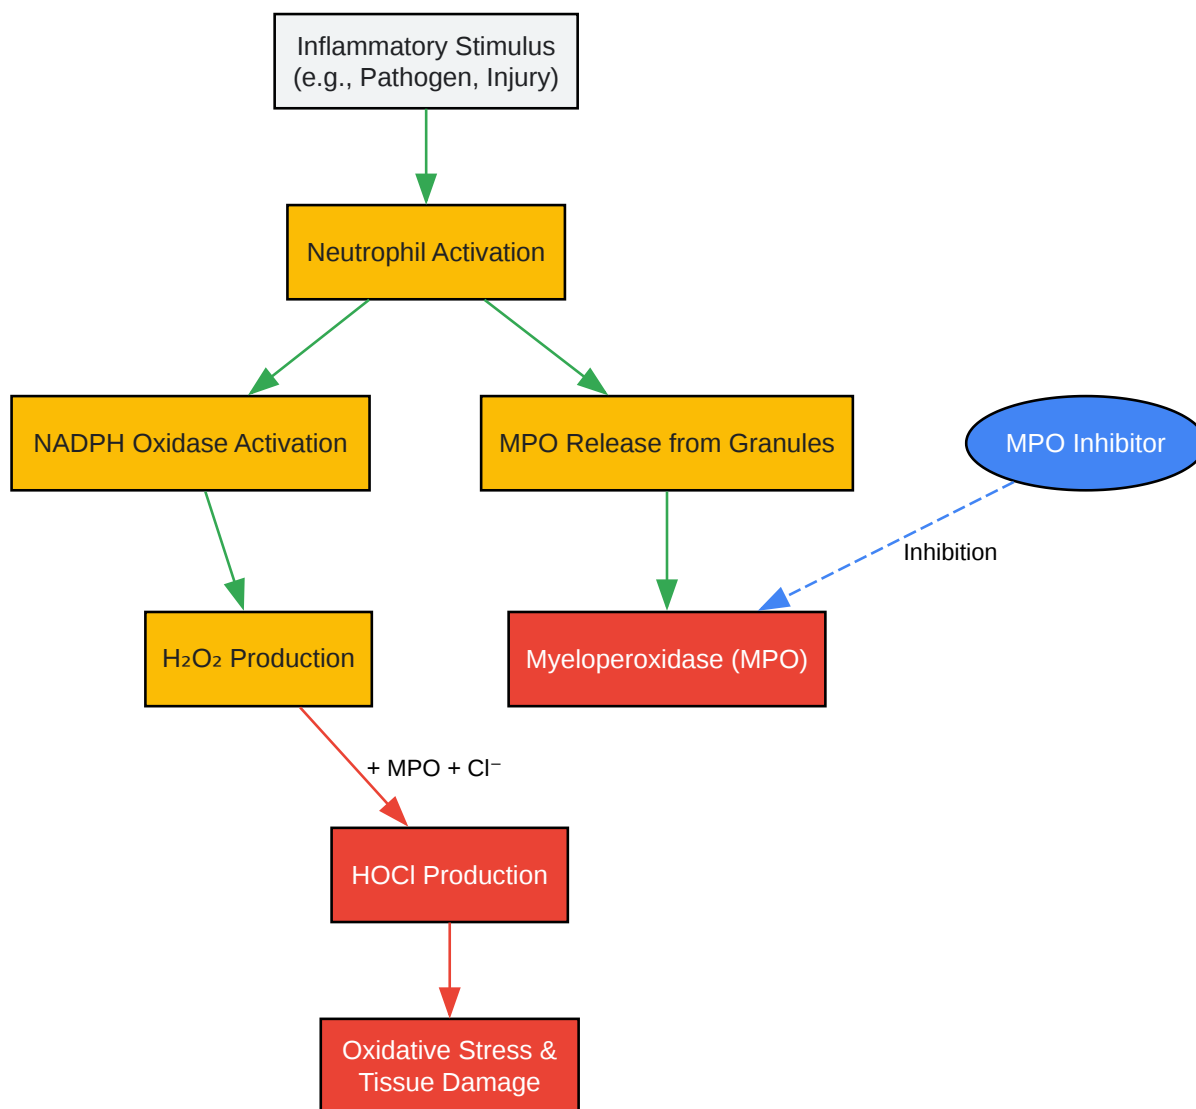 Inflammatory Stimulus
(e.g., Pathogen, Injury)
Neutrophil Activation
NADPH Oxidase Activation
MPO Release from Granules
MPO Inhibitor
Inhibition
H₂O₂ Production
Myeloperoxidase (MPO)
+ MPO + Cl⁻
HOCl Production
Oxidative Stress &
Tissue Damage